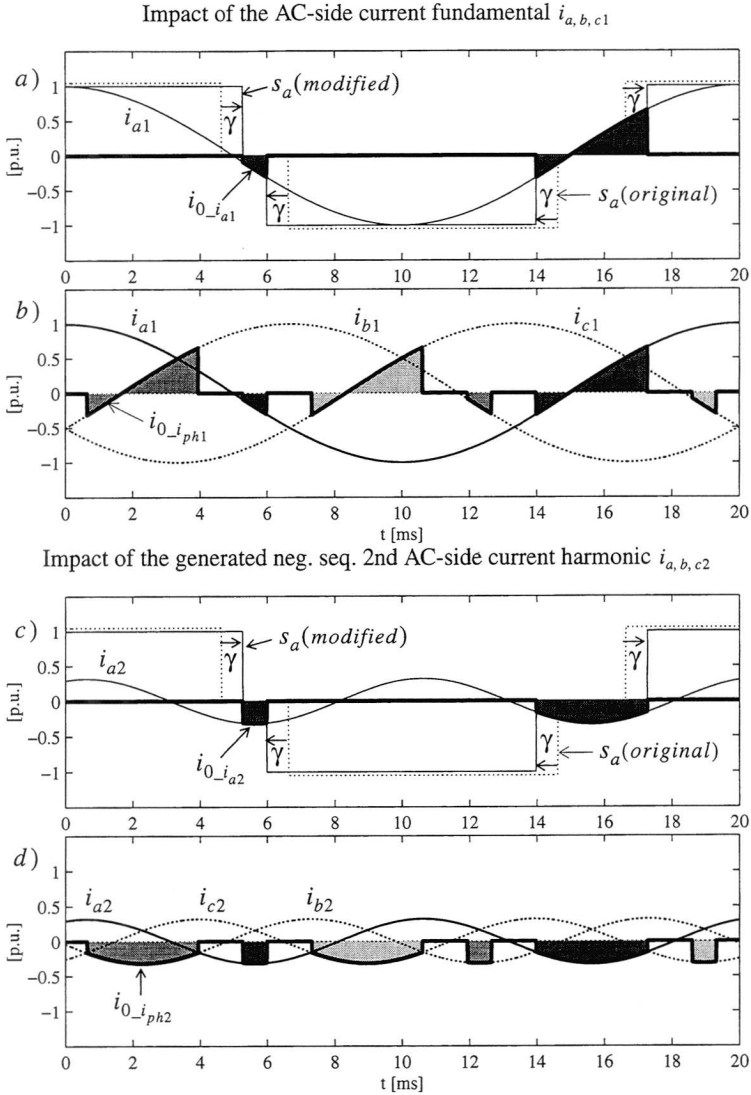 Impact of the AC-side current fundamental i_{a, b, c1}
a)
[p.u.]
1
0.5
0
−0.5
−1
i_{a1}
γ
s_a(modified)
γ
i_{0_i_{a1}}
γ
γ
s_a(original)
0 2 4 6 8 10 12 14 16 18 20
b)
[p.u.]
1
0.5
0
−0.5
−1
i_{a1}
i_{b1}
i_{c1}
i_{0_i_{ph1}}
0 2 4 6 8 10 12 14 16 18 20
t [ms]
Impact of the generated neg. seq. 2nd AC-side current harmonic i_{a, b, c2}
c)
[p.u.]
1
0.5
0
−0.5
−1
i_{a2}
γ
s_a(modified)
γ
i_{0_i_{a2}}
γ
γ
s_a(original)
0 2 4 6 8 10 12 14 16 18 20
d)
[p.u.]
1
0.5
0
−0.5
−1
i_{a2}
i_{c2}
i_{b2}
i_{0_i_{ph2}}
0 2 4 6 8 10 12 14 16 18 20
t [ms]